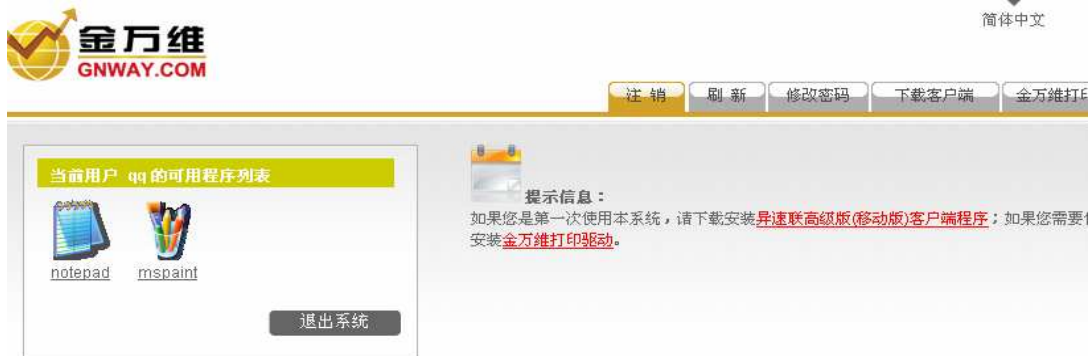 金万维
GNWAY.COM
简体中文
注 销
刷 新
修改密码
下载客户端
金万维打印
当前用户 qq 的可用程序列表
notepad
mspaint
退出系统
提示信息：
如果您是第一次使用本系统，请下载安装异速联高级版(移动版)客户端程序；如果您需要
安装金万维打印驱动。